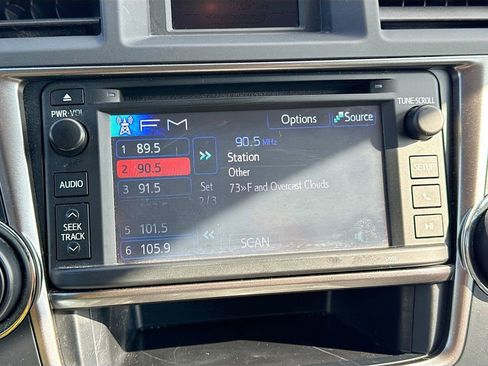 PWR·VOL
TUNE·SCROLL
FM
Options
Source
1 89.5
90.5 MHz
2 90.5
Station
Other
3 91.5
Set
2/3
73»F and Overcast Clouds
5 101.5
6 105.9
SCAN
AUDIO
SEEK
TRACK
SETUP